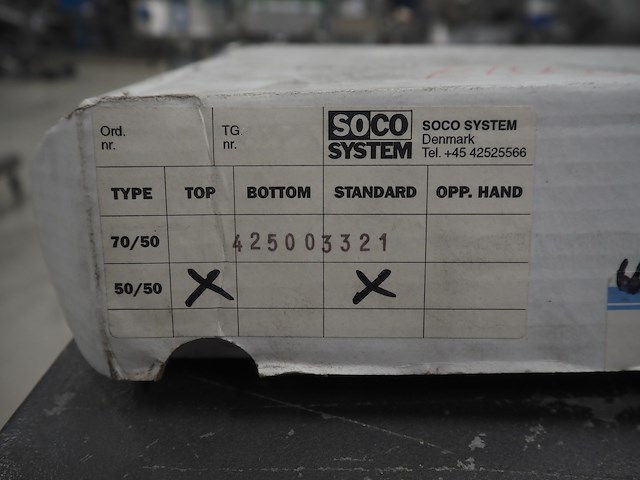 Ord.
nr.
TG.
nr.
SOCO
SYSTEM
SOCO SYSTEM
Denmark
Tel. +45 42525566
TYPE TOP BOTTOM STANDARD OPP. HAND
70/50 425003321
50/50 X X